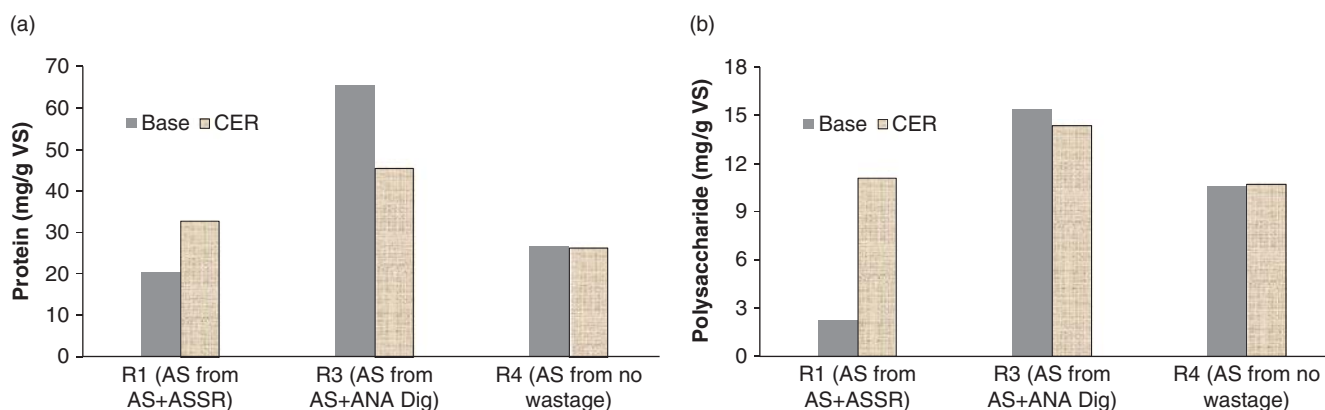 (a)
Protein (mg/g VS)
70
60
50
40
30
20
10
0
Base
CER
R1 (AS from
AS+ASSR)
R3 (AS from
AS+ANA Dig)
R4 (AS from no
wastage)
(b)
Polysaccharide (mg/g VS)
18
15
12
9
6
3
0
Base
CER
R1 (AS from
AS+ASSR)
R3 (AS from
AS+ANA Dig)
R4 (AS from no
wastage)